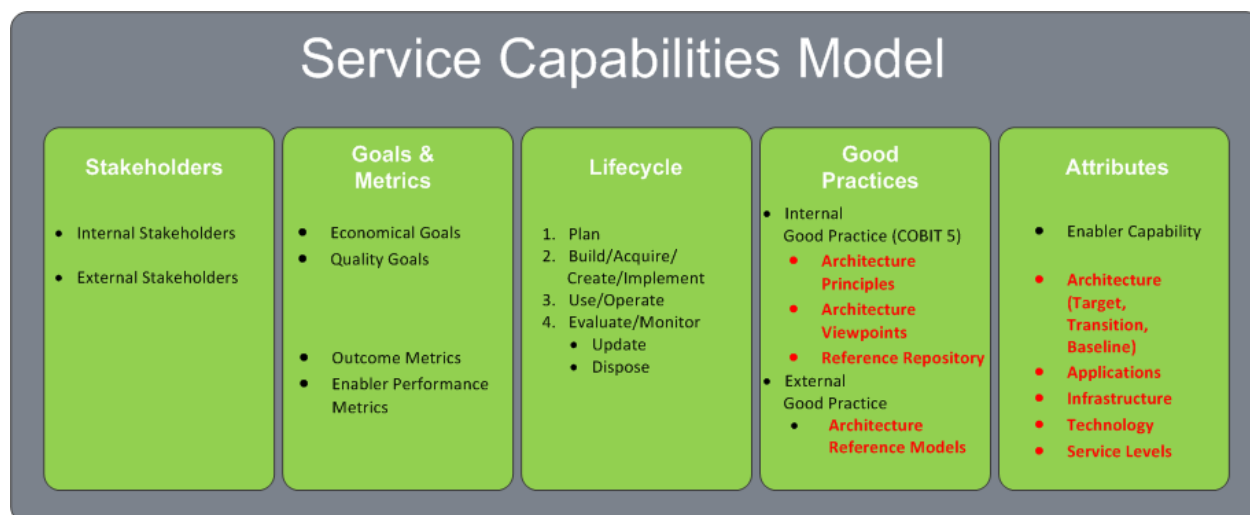 Service Capabilities Model
Stakeholders
• Internal Stakeholders
• External Stakeholders
Goals &
Metrics
• Economical Goals
• Quality Goals
• Outcome Metrics
• Enabler Performance
Metrics
Lifecycle
1. Plan
2. Build/Acquire/
Create/Implement
3. Use/Operate
4. Evaluate/Monitor
• Update
• Dispose
Good
Practices
• Internal
Good Practice (COBIT 5)
• Architecture
Principles
• Architecture
Viewpoints
• Reference Repository
• External
Good Practice
• Architecture
Reference Models
Attributes
• Enabler Capability
• Architecture
(Target,
Transition,
Baseline)
• Applications
• Infrastructure
• Technology
• Service Levels